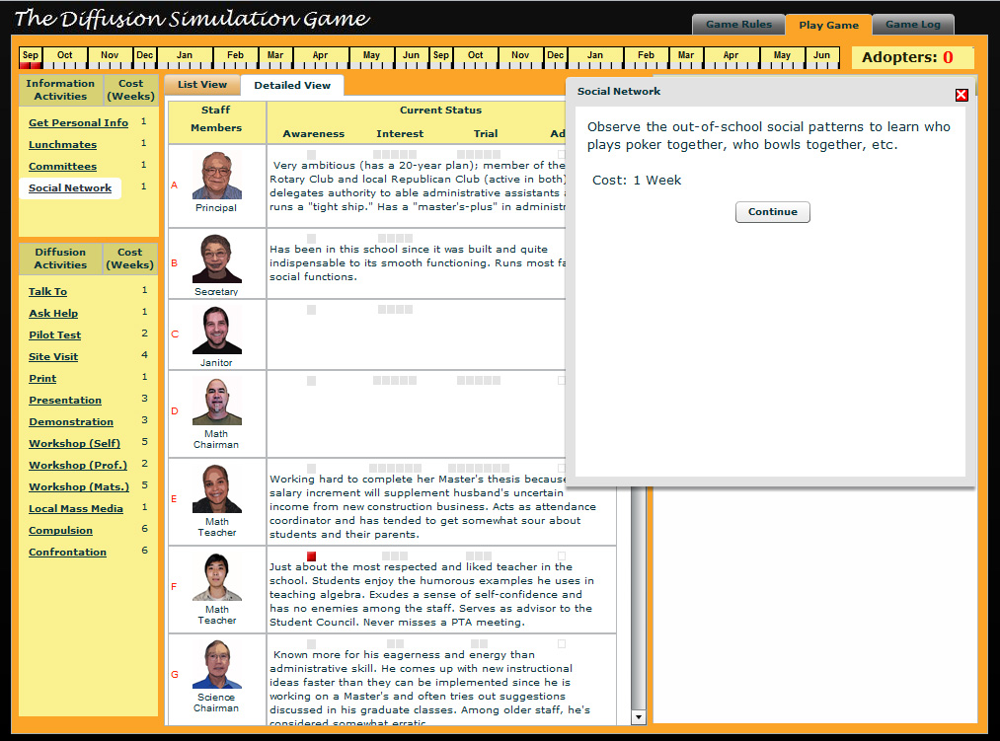 The Diffusion Simulation Game
Game Rules
Play Game
Game Log
Sep Oct Nov Dec Jan Feb Mar Apr May Jun Sep Oct Nov Dec Jan Feb Mar Apr May Jun
Adopters: 0
Information Activities
Cost (Weeks)
Get Personal Info 1
Lunchmates 1
Committees 1
Social Network 1
Diffusion Activities
Cost (Weeks)
Talk To 1
Ask Help 1
Pilot Test 2
Site Visit 4
Print 1
Presentation 3
Demonstration 3
Workshop (Self) 5
Workshop (Prof.) 2
Workshop (Mats.) 5
Local Mass Media 1
Compulsion 6
Confrontation 6
List View
Detailed View
Staff Members
Current Status
Awareness Interest Trial Ad
A
Principal
Very ambitious (has a 20-year plan); member of the
Rotary Club and local Republican Club (active in both)
delegates authority to able administrative assistants
runs a "tight ship." Has a "master's-plus" in administr
B
Secretary
Has been in this school since it was built and quite
indispensable to its smooth functioning. Runs most fa
social functions.
C
Janitor
D
Math
Chairman
E
Math
Teacher
Working hard to complete her Master's thesis because
salary increment will supplement husband's uncertain
income from new construction business. Acts as attendance
coordinator and has tended to get somewhat sour about
students and their parents.
F
Math
Teacher
Just about the most respected and liked teacher in the
school. Students enjoy the humorous examples he uses in
teaching algebra. Exudes a sense of self-confidence and
has no enemies among the staff. Serves as advisor to the
Student Council. Never misses a PTA meeting.
G
Science
Chairman
Known more for his eagerness and energy than
administrative skill. He comes up with new instructional
ideas faster than they can be implemented since he is
working on a Master's and often tries out suggestions
discussed in his graduate classes. Among older staff, he's
considered somewhat erratic
Social Network
Observe the out-of-school social patterns to learn who
plays poker together, who bowls together, etc.
Cost: 1 Week
Continue